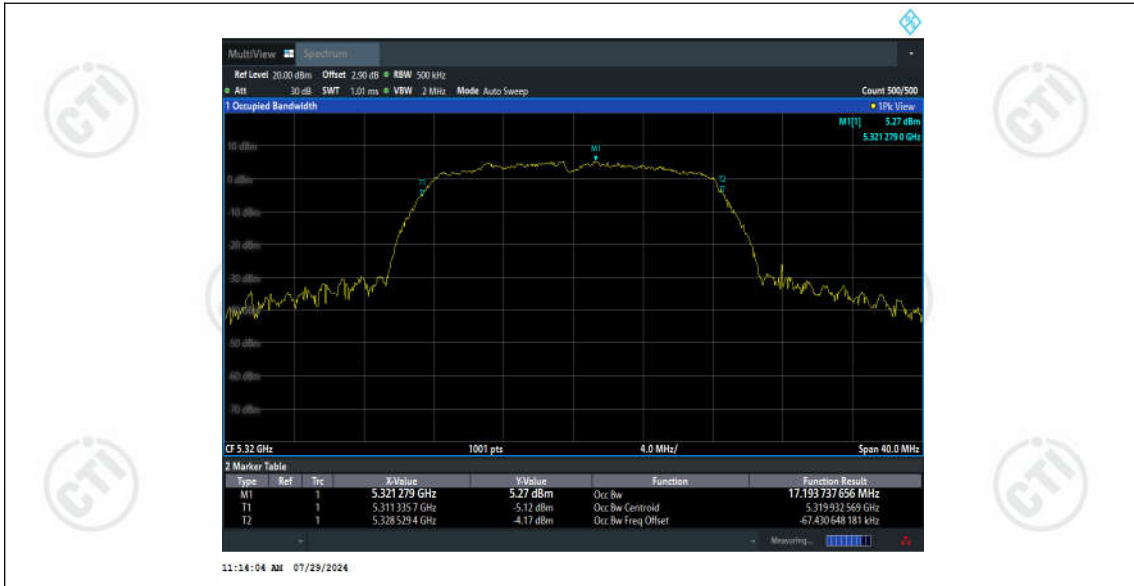 MultiView Spectrum
Ref Level 20.00 dBm Offset 2.90 dB RBW 500 kHz
Att 30 dB SWT 1.01 ms VBW 2 MHz Mode Auto Sweep Count 500/500
1 Occupied Bandwidth 1Pk View
M1[1] 5.27 dBm
5.321 279 0 GHz
M1
10 dBm
0 dBm
T1
T2
-10 dBm
-20 dBm
-30 dBm
-40 dBm
-50 dBm
-60 dBm
-70 dBm
CF 5.32 GHz 1001 pts 4.0 MHz/ Span 40.0 MHz
2 Marker Table
Type Ref Trc X-Value Y-Value Function Function Result
M1 1 5.321 279 GHz 5.27 dBm Occ Bw 17.193 737 656 MHz
T1 1 5.311 335 7 GHz -5.12 dBm Occ Bw Centroid 5.319 932 569 GHz
T2 1 5.328 529 4 GHz -4.17 dBm Occ Bw Freq Offset -67.430 648 181 kHz
Measuring...
11:14:04 AM 07/29/2024
CTI
CTI
CTI
CTI